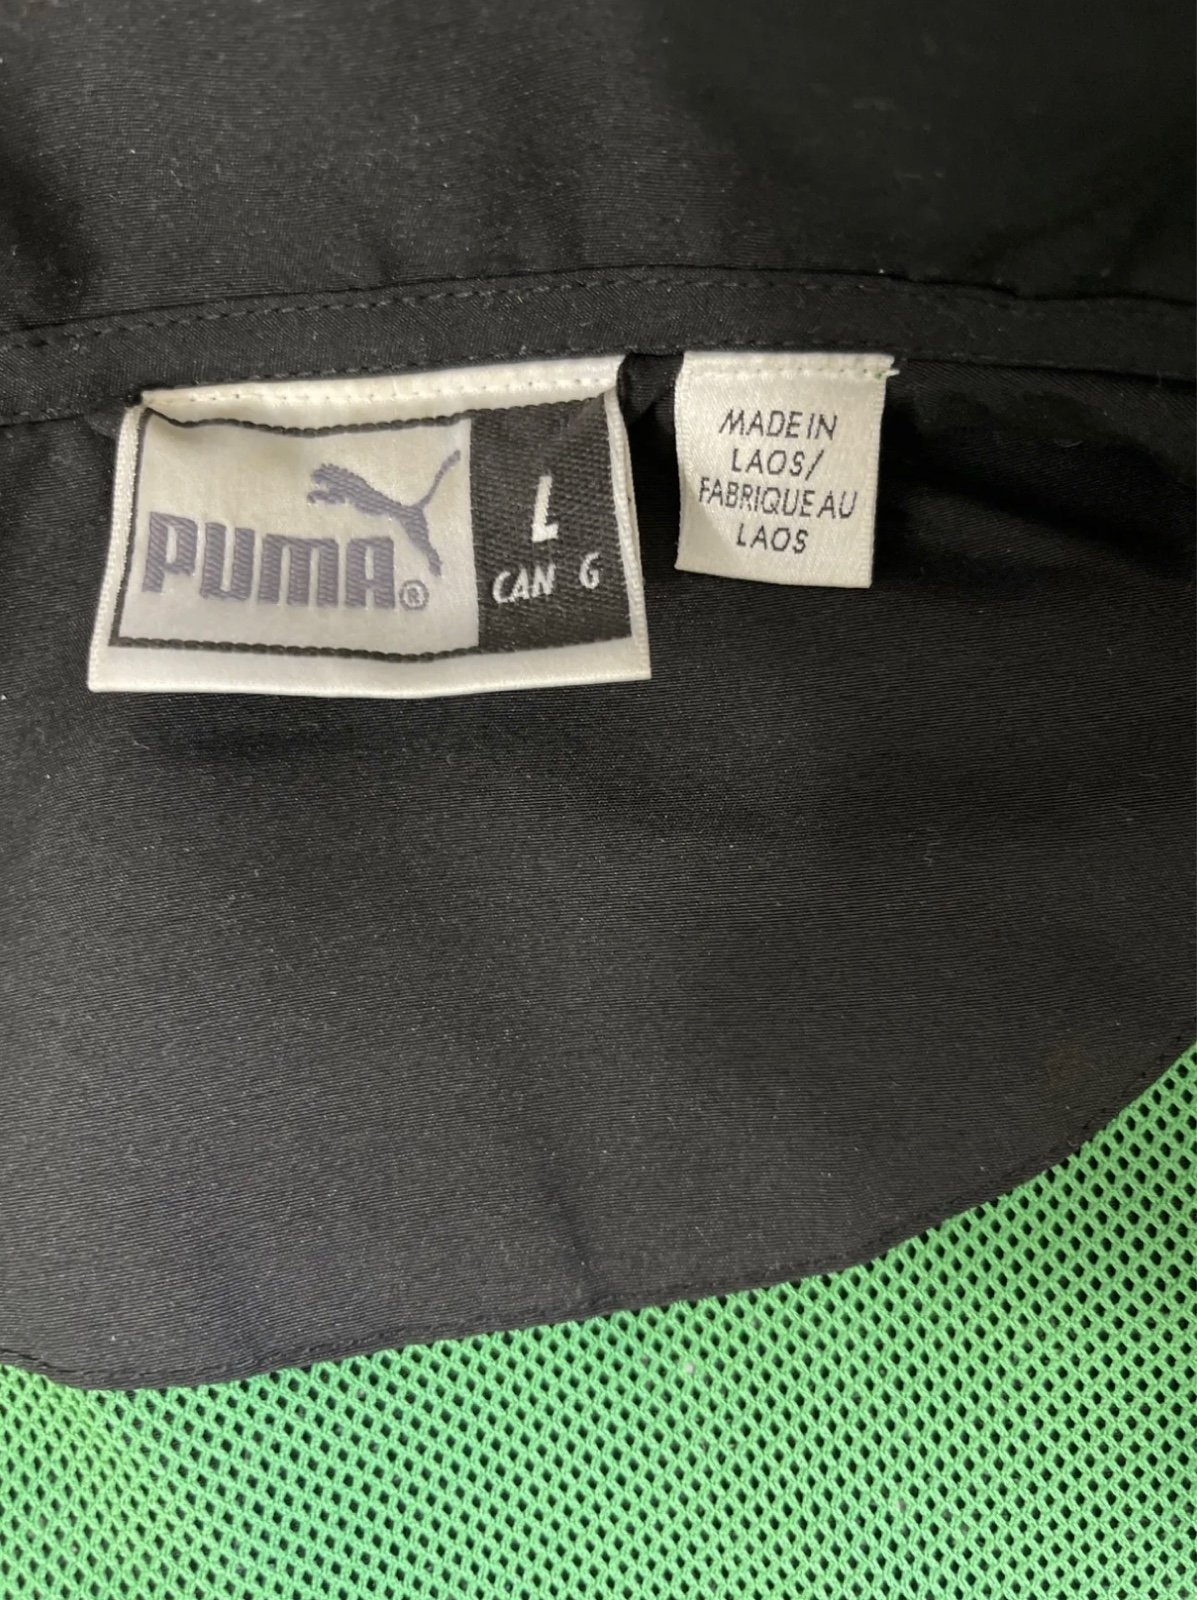 PUMA®
L
CAN G
MADE IN
LAOS/
FABRIQUE AU
LAOS